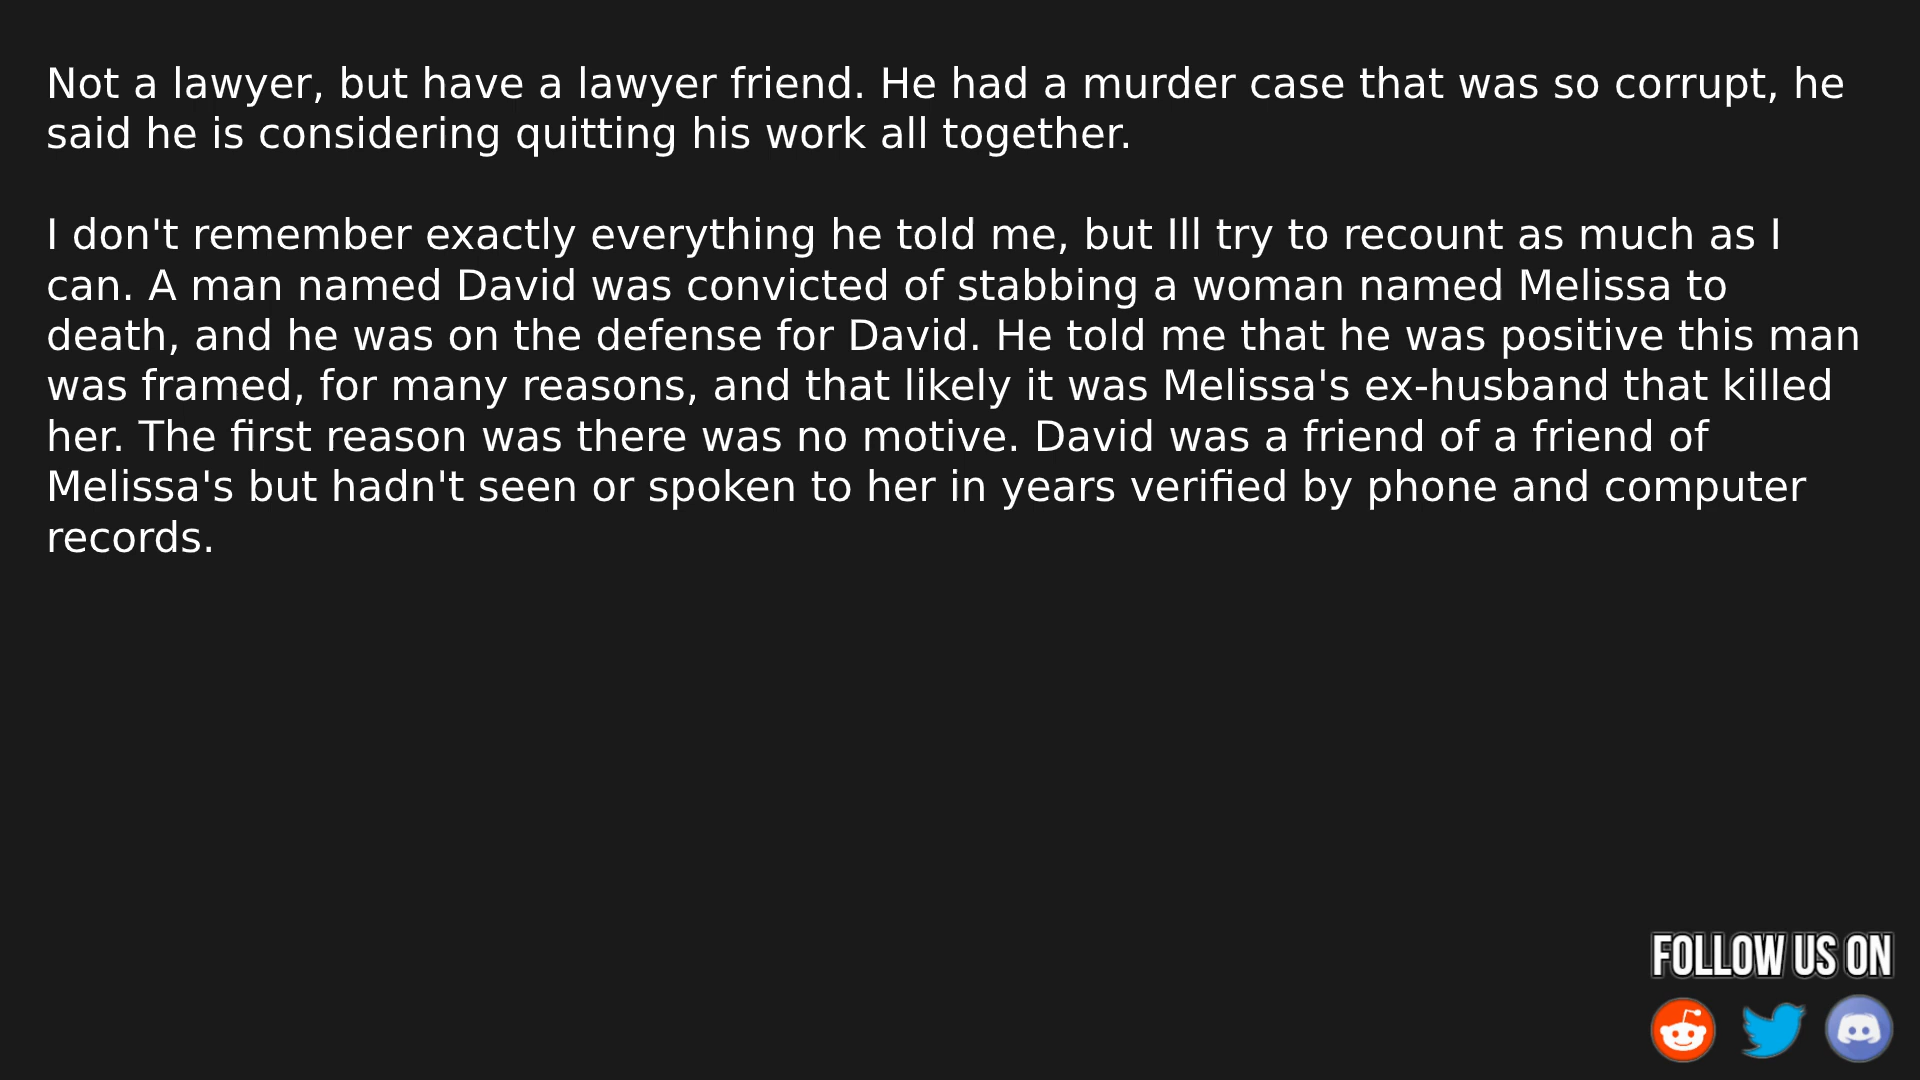 Not a lawyer, but have a lawyer friend. He had a murder case that was so corrupt, he
said he is considering quitting his work all together.
I don't remember exactly everything he told me, but Ill try to recount as much as I
can. A man named David was convicted of stabbing a woman named Melissa to
death, and he was on the defense for David. He told me that he was positive this man
was framed, for many reasons, and that likely it was Melissa's ex-husband that killed
her. The first reason was there was no motive. David was a friend of a friend of
Melissa's but hadn't seen or spoken to her in years verified by phone and computer
records.
FOLLOW US ON